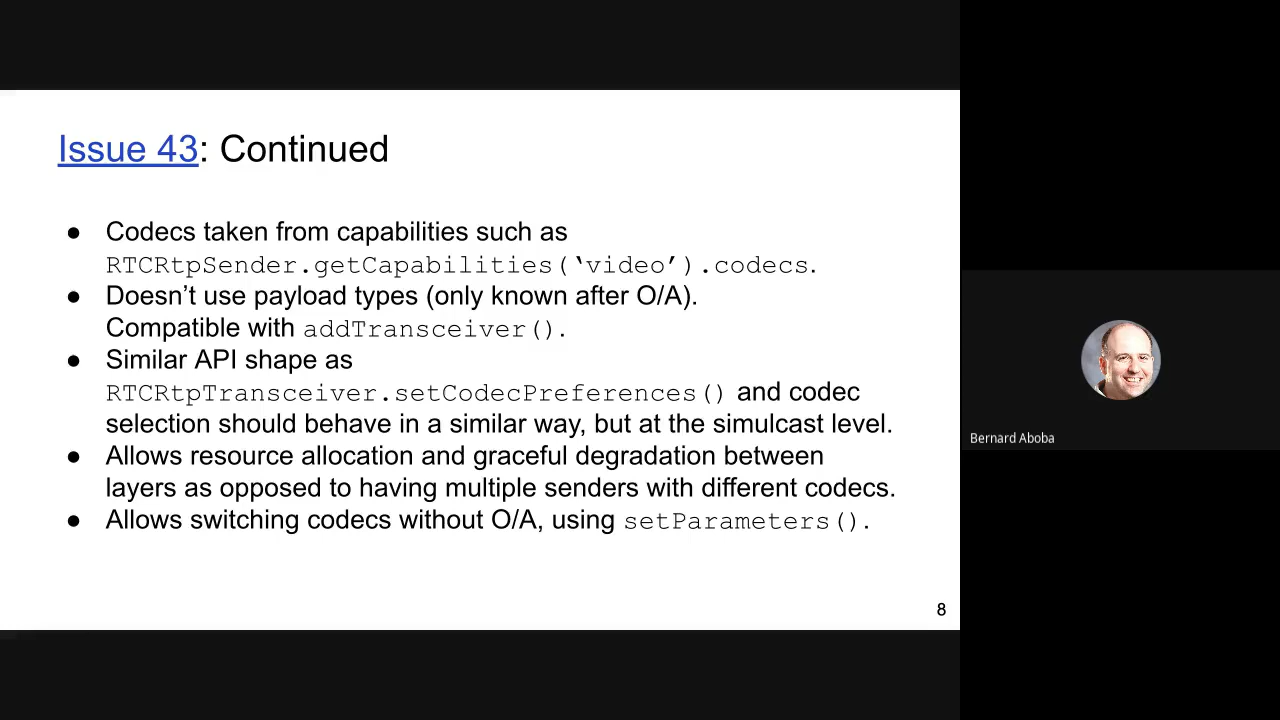 Issue 43: Continued
● Codecs taken from capabilities such as
RTCRtpSender.getCapabilities(‘video’).codecs.
● Doesn’t use payload types (only known after O/A).
Compatible with addTransceiver().
● Similar API shape as
RTCRtpTransceiver.setCodecPreferences() and codec
selection should behave in a similar way, but at the simulcast level.
● Allows resource allocation and graceful degradation between
layers as opposed to having multiple senders with different codecs.
● Allows switching codecs without O/A, using setParameters().
8
Bernard Aboba